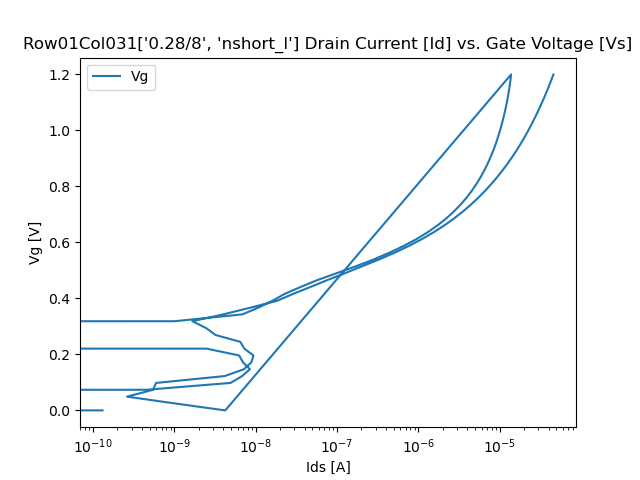 Row01Col031['0.28/8', 'nshort_l'] Drain Current [Id] vs. Gate Voltage [Vs]
Vg
1.2
1.0
0.8
0.6
0.4
0.2
0.0
Vg [V]
10⁻¹⁰ 10⁻⁹ 10⁻⁸ 10⁻⁷ 10⁻⁶ 10⁻⁵
Ids [A]